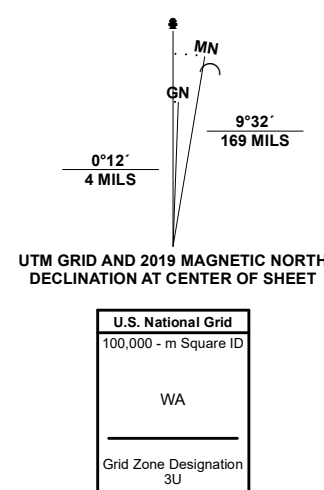 MN
GN
9°32´
169 MILS
0°12´
4 MILS
UTM GRID AND 2019 MAGNETIC NORTH
DECLINATION AT CENTER OF SHEET
U.S. National Grid
100,000 - m Square ID
WA
Grid Zone Designation
3U